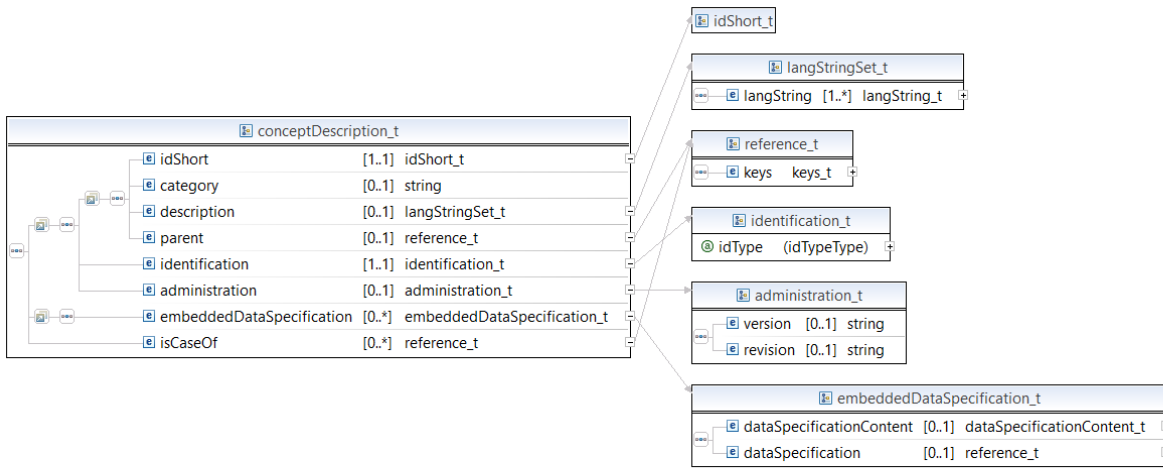 idShort_t
langStringSet_t
langString [1..*] langString_t
conceptDescription_t
idShort [1..1] idShort_t
category [0..1] string
description [0..1] langStringSet_t
parent [0..1] reference_t
identification [1..1] identification_t
administration [0..1] administration_t
embeddedDataSpecification [0..*] embeddedDataSpecification_t
isCaseOf [0..*] reference_t
reference_t
keys keys_t
identification_t
idType (idTypeType)
administration_t
version [0..1] string
revision [0..1] string
embeddedDataSpecification_t
dataSpecificationContent [0..1] dataSpecificationContent_t
dataSpecification [0..1] reference_t